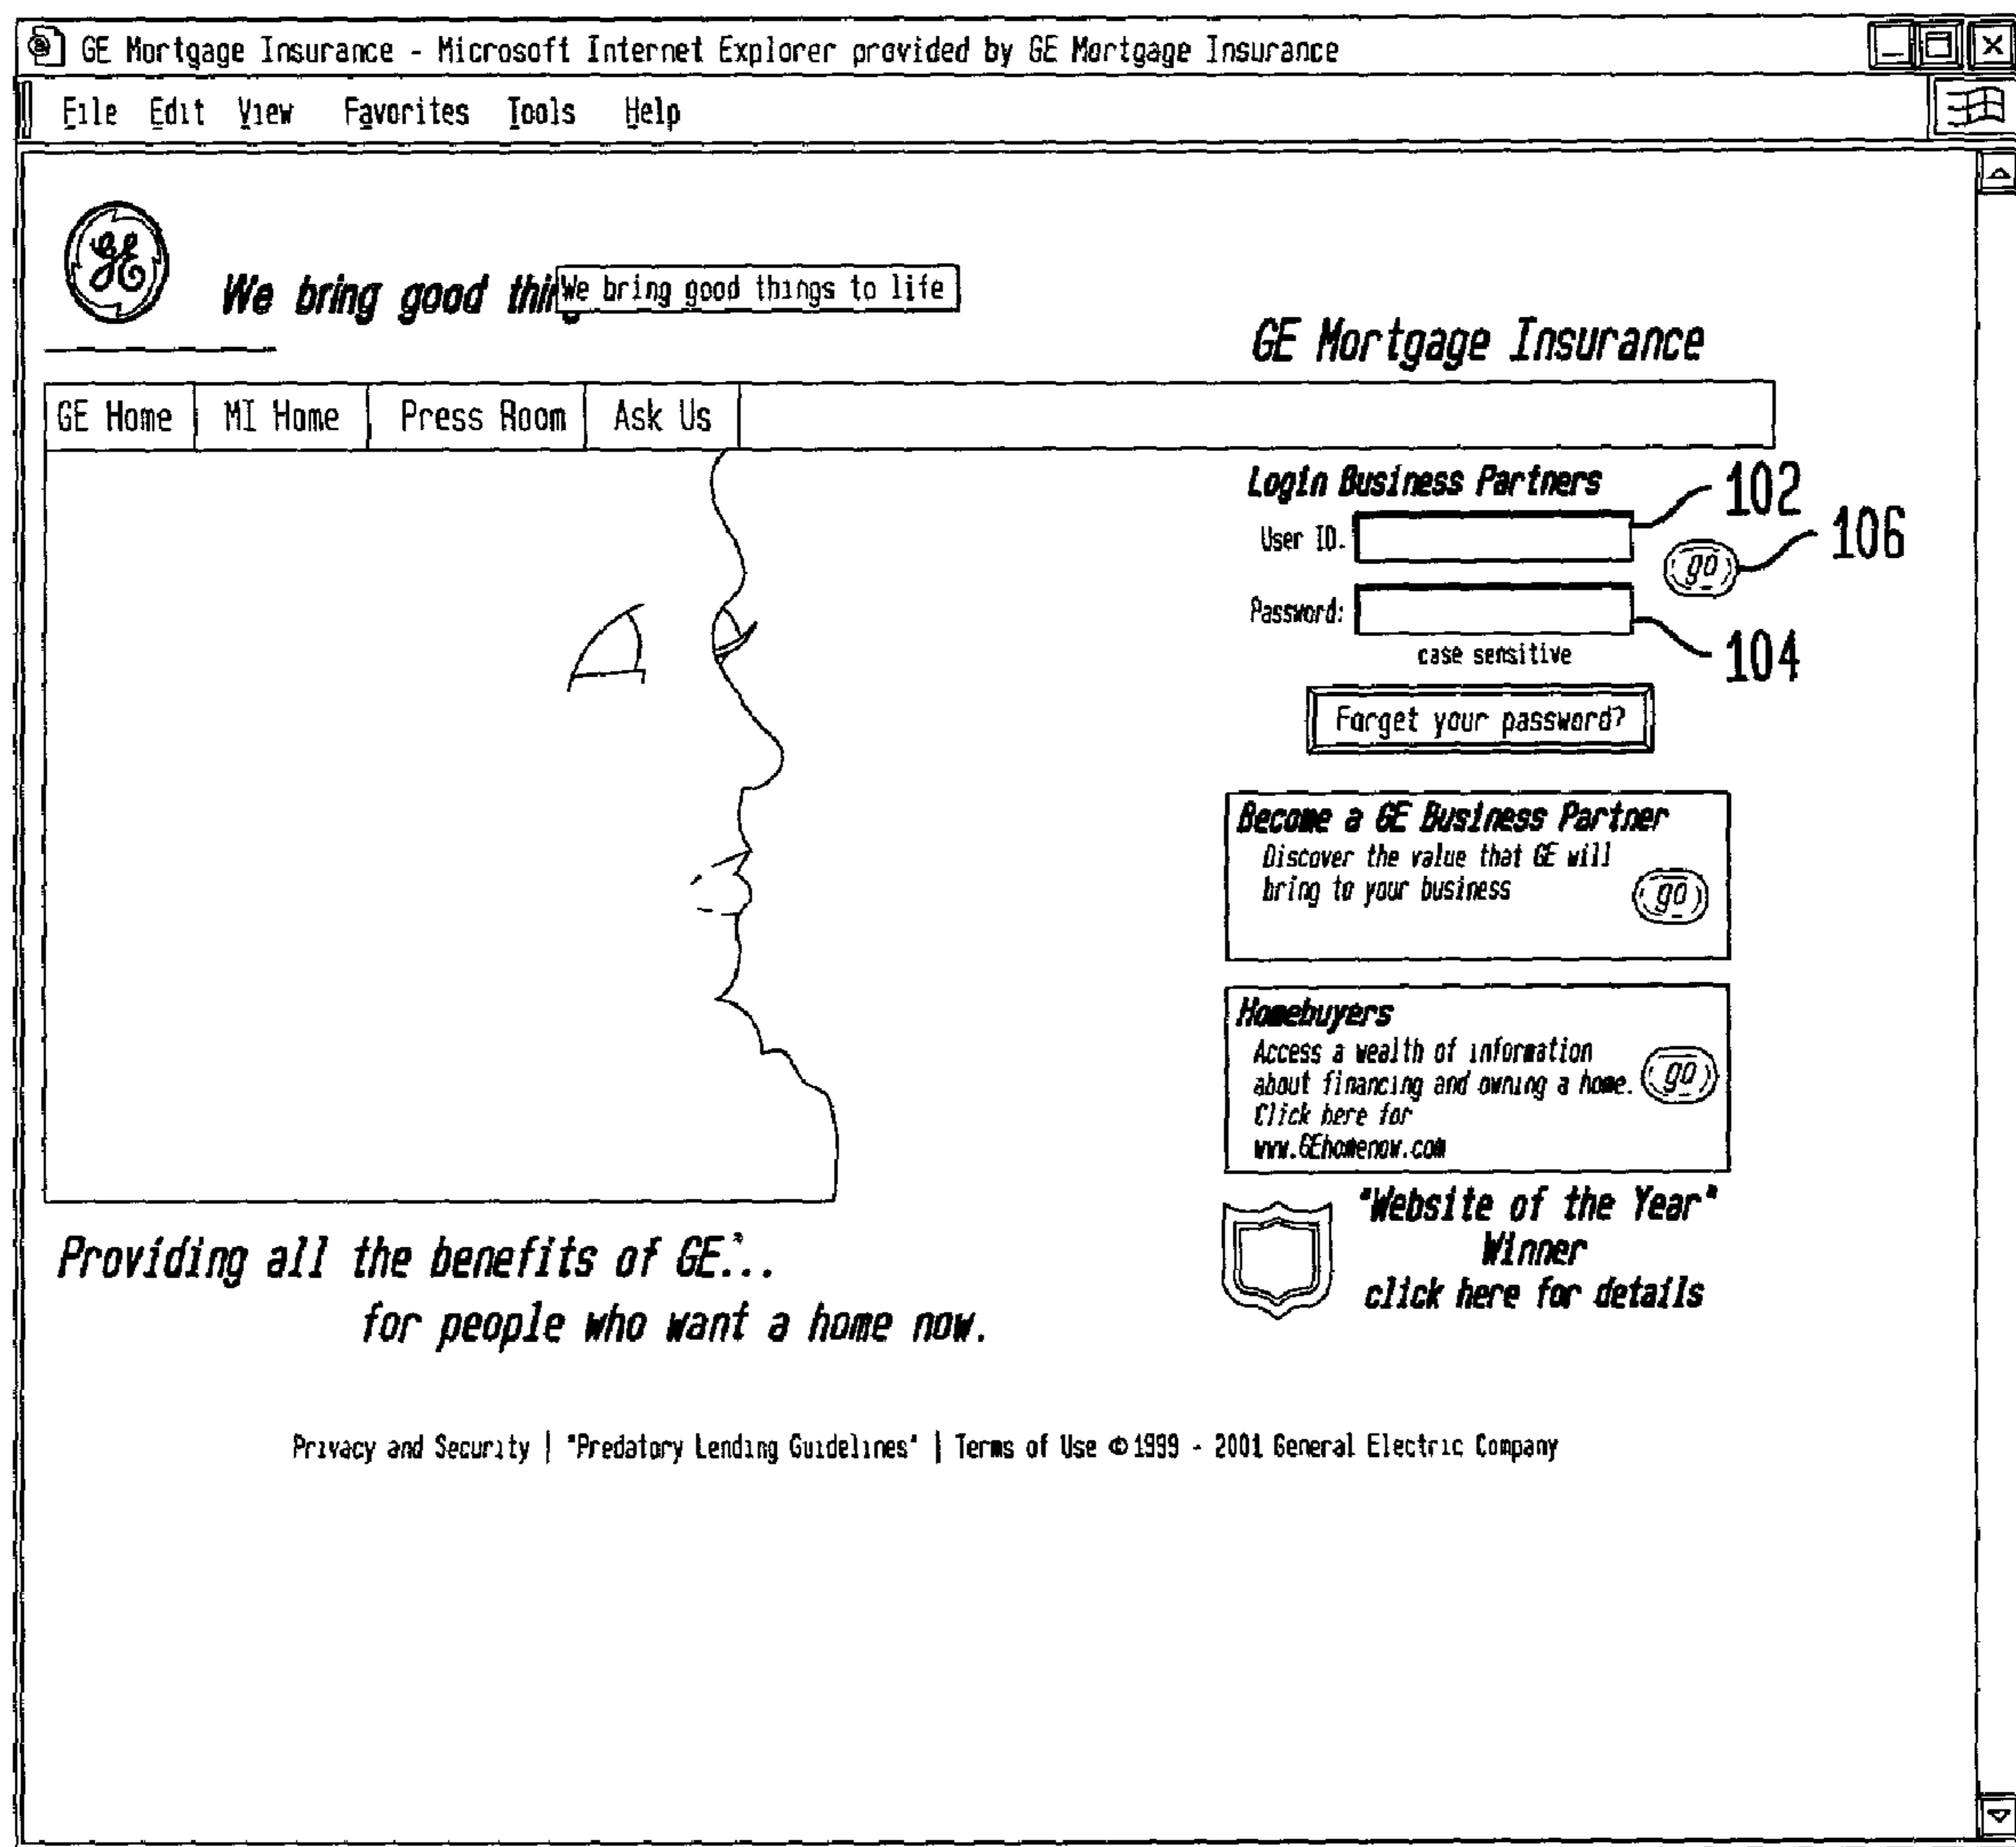 GE Mortgage Insurance - Microsoft Internet Explorer provided by GE Mortgage Insurance
File Edit View Favorites Tools Help
GE
We bring good thin
We bring good things to life
GE Mortgage Insurance
GE Home MI Home Press Room Ask Us
Login Business Partners
102
User ID.
go
106
Password:
104
case sensitive
Forget your password?
Become a GE Business Partner
Discover the value that GE will
bring to your business
go
Homebuyers
Access a wealth of information
about financing and owning a home.
go
Click here for
www.GEhomenow.com
"Website of the Year"
Winner
click here for details
Providing all the benefits of GE...
for people who want a home now.
Privacy and Security | "Predatory Lending Guidelines" | Terms of Use © 1999 - 2001 General Electric Company